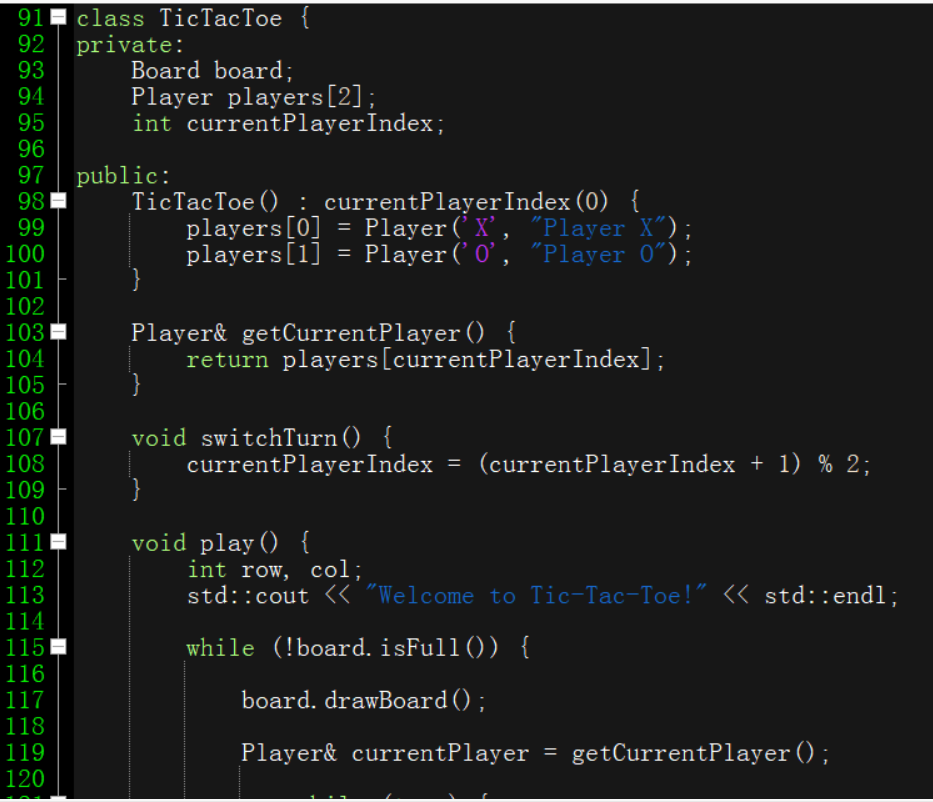 91 class TicTacToe {
92 private:
93 Board board;
94 Player players[2];
95 int currentPlayerIndex;
96
97 public:
98 TicTacToe() : currentPlayerIndex(0) {
99 players[0] = Player('X', "Player X");
100 players[1] = Player('O', "Player O");
101 }
102
103 Player& getCurrentPlayer() {
104 return players[currentPlayerIndex];
105 }
106
107 void switchTurn() {
108 currentPlayerIndex = (currentPlayerIndex + 1) % 2;
109 }
110
111 void play() {
112 int row, col;
113 std::cout << "Welcome to Tic-Tac-Toe!" << std::endl;
114
115 while (!board.isFull()) {
116
117 board.drawBoard();
118
119 Player& currentPlayer = getCurrentPlayer();
120